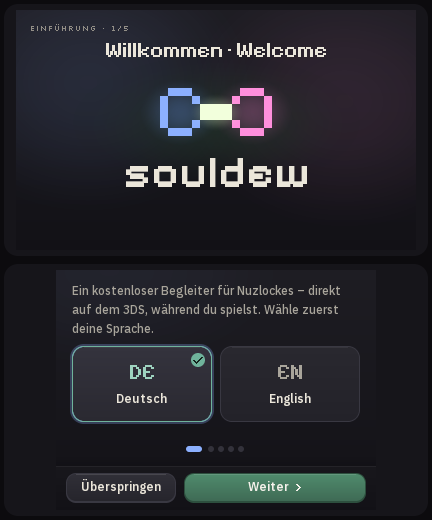 EINFÜHRUNG · 1/5
Willkommen · Welcome
souldew
Ein kostenloser Begleiter für Nuzlockes – direkt
auf dem 3DS, während du spielst. Wähle zuerst
deine Sprache.
DE
EN
Deutsch
English
Überspringen
Weiter >